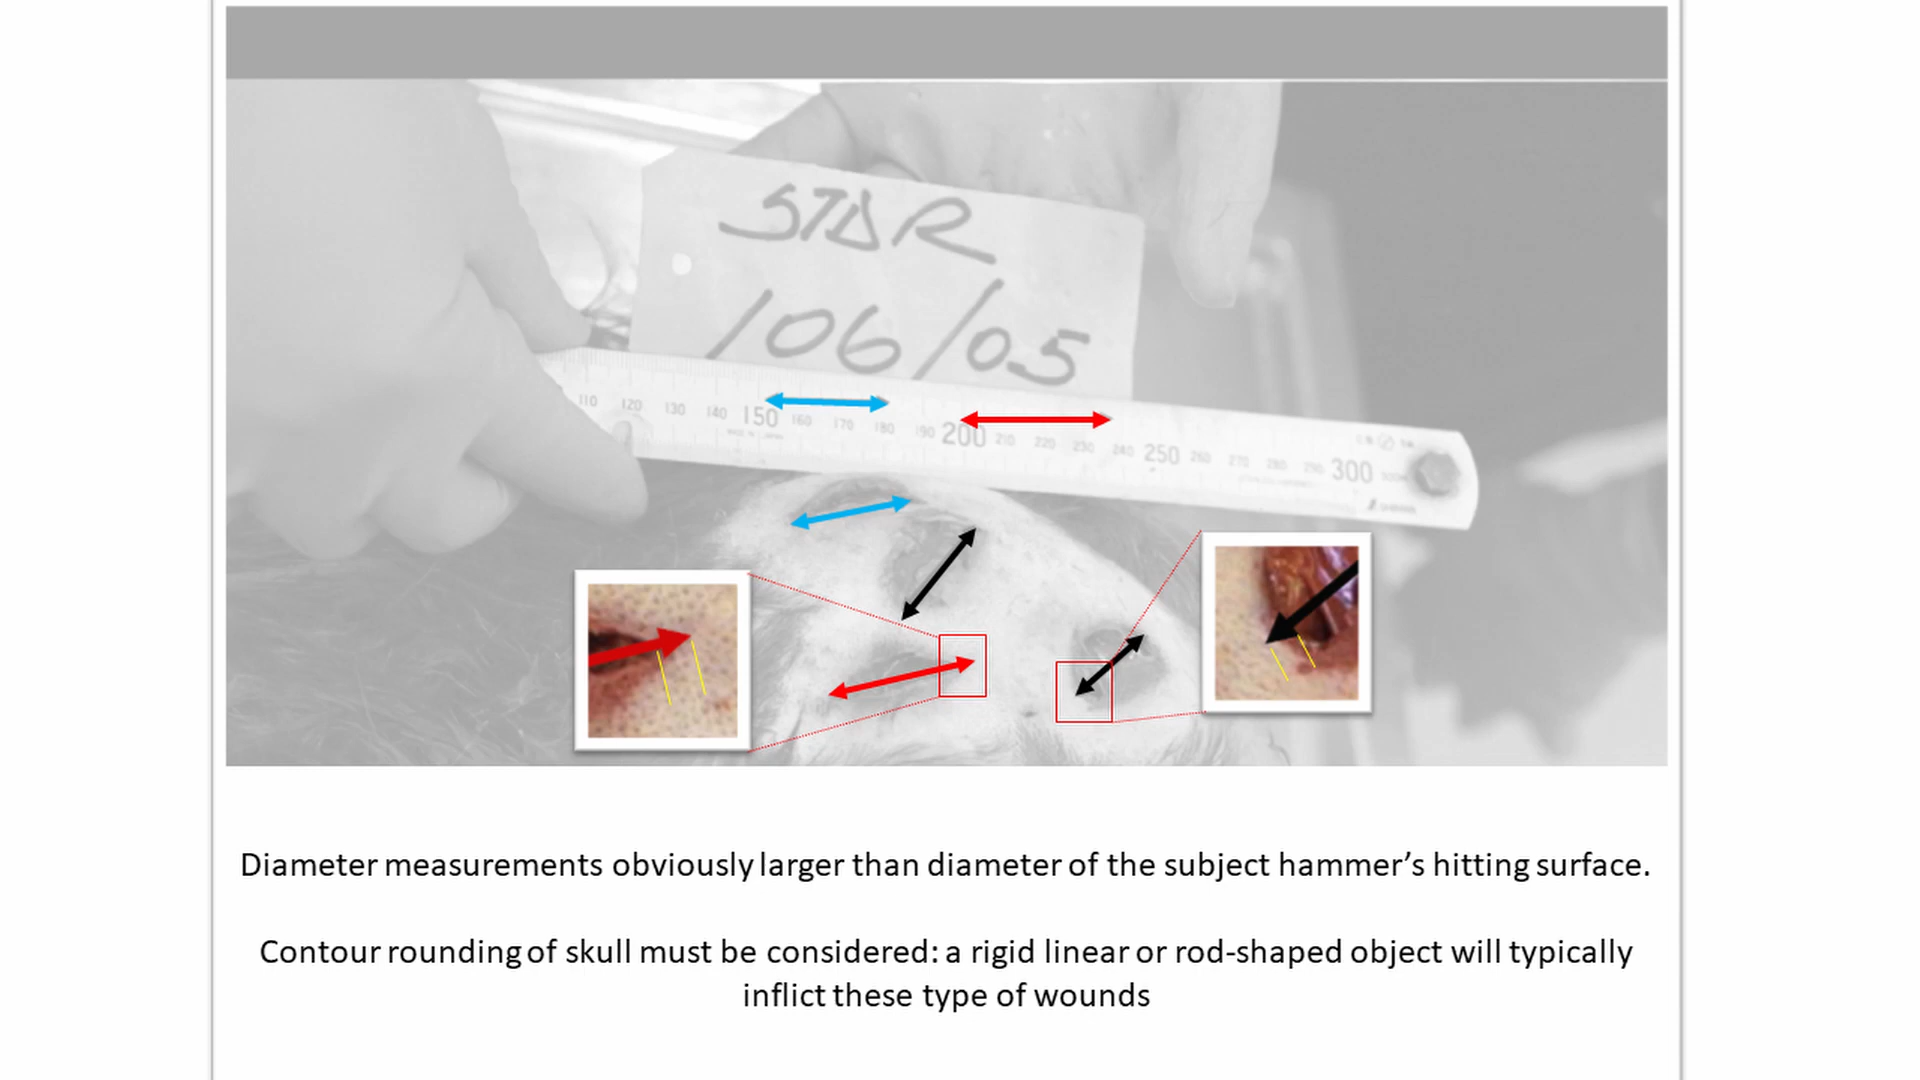 STBR
106/05
110 120 130 140 150 160 170 180 190 200 210 220 230 240 250 260 270 280 290 300
Diameter measurements obviously larger than diameter of the subject hammer’s hitting surface.
Contour rounding of skull must be considered: a rigid linear or rod-shaped object will typically
inflict these type of wounds